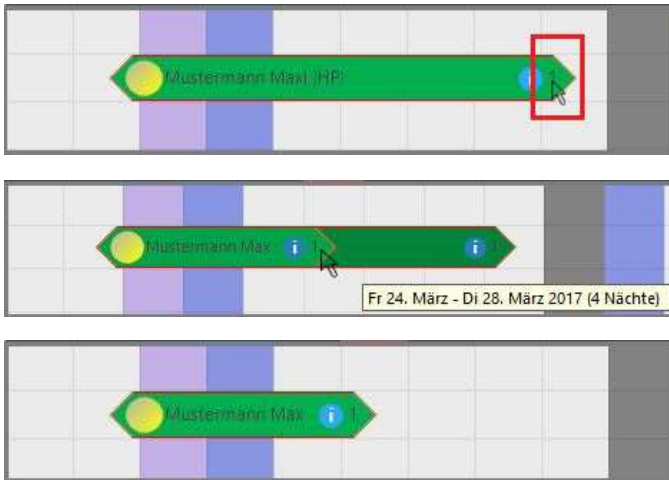 Mustermann Maxi (HP)
i 1
Mustermann Max i 1 i 1
Fr 24. März - Di 28. März 2017 (4 Nächte)
Mustermann Max i 1